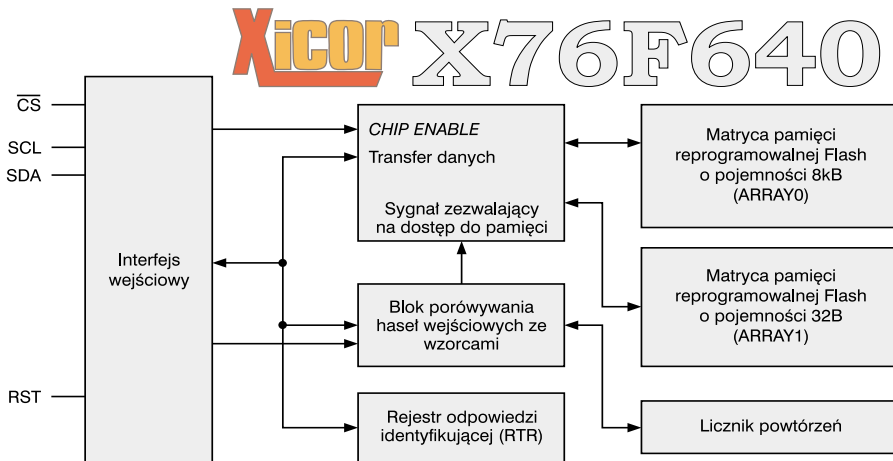 Xicor X76F640
CS
SCL
SDA
RST
Interfejs
wejściowy
CHIP ENABLE
Transfer danych
Sygnał zezwalający
na dostęp do pamięci
Blok porówywania
haseł wejściowych ze
wzorcami
Rejestr odpowiedzi
identyfikującej (RTR)
Matryca pamięci
reprogramowalnej Flash
o pojemności 8kB
(ARRAY0)
Matryca pamięci
reprogramowalnej Flash
o pojemności 32B
(ARRAY1)
Licznik powtórzeń